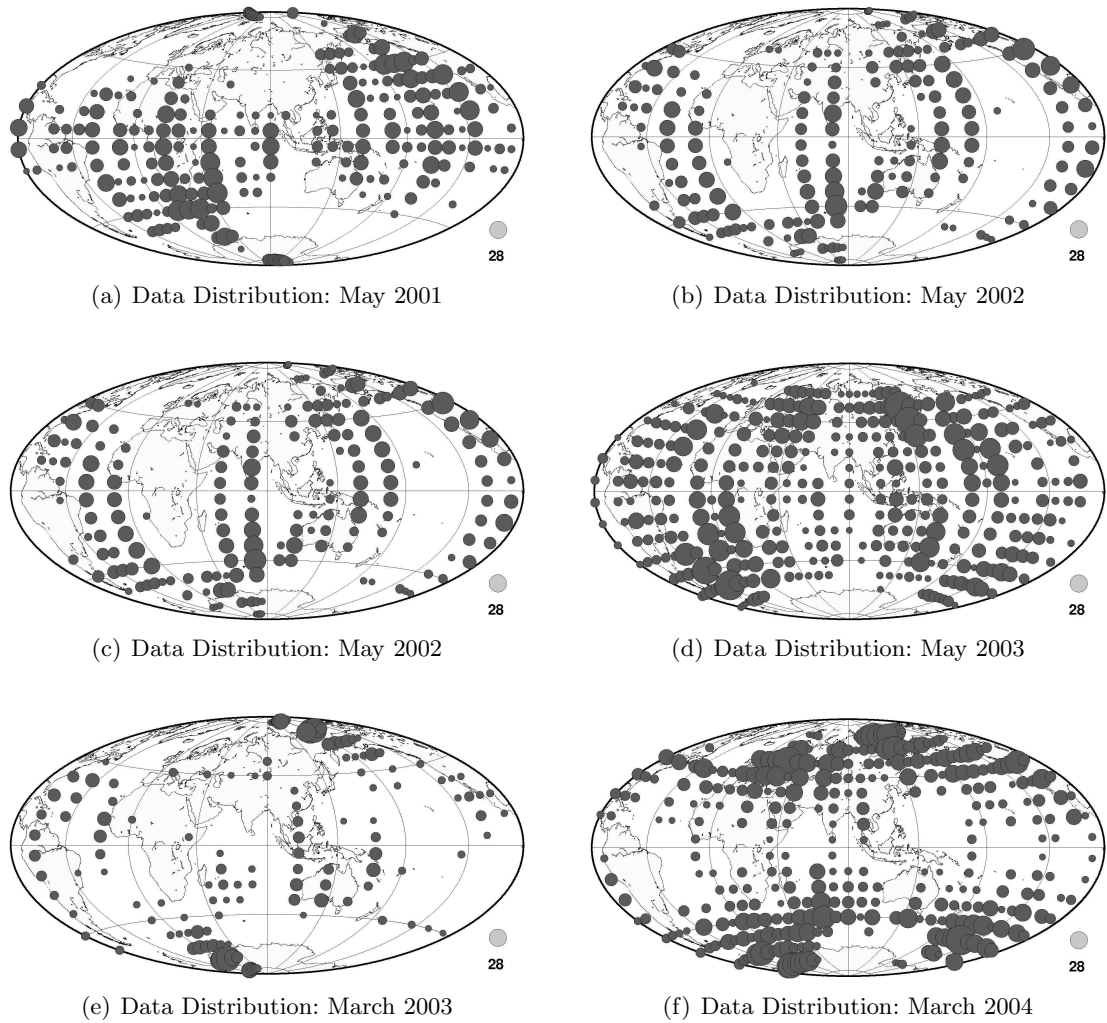 28
28
(a) Data Distribution: May 2001
(b) Data Distribution: May 2002
28
28
(c) Data Distribution: May 2002
(d) Data Distribution: May 2003
28
28
(e) Data Distribution: March 2003
(f) Data Distribution: March 2004